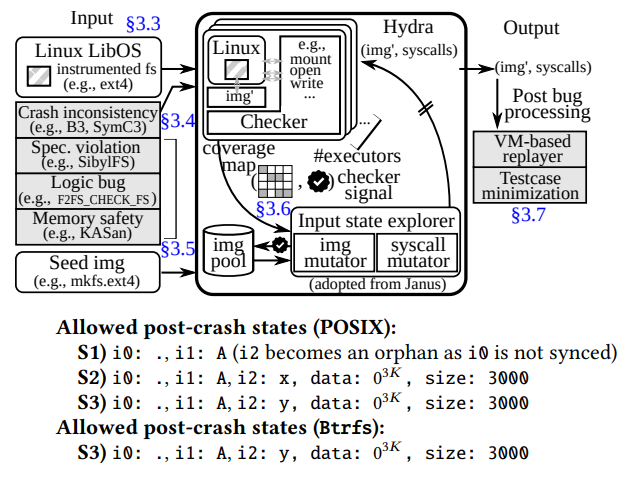 Input
§3.3
Linux LibOS
instrumented fs
(e.g., ext4)
Crash inconsistency
(e.g., B3, SymC3)
§3.4
Spec. violation
(e.g., SibylFS)
Logic bug
(e.g., F2FS_CHECK_FS)
Memory safety
(e.g., KASan)
§3.5
Seed img
(e.g., mkfs.ext4)
Hydra
(img', syscalls)
Linux
img'
e.g.,
mount
open
write
...
Checker
...
coverage
map
#executors
( , ) checker
signal
§3.6
Input state explorer
img
pool
img
mutator
syscall
mutator
(adopted from Janus)
Output
(img', syscalls)
Post bug
processing
VM-based
replayer
Testcase
minimization
§3.7
Allowed post-crash states (POSIX):
S1) i0: ., i1: A (i2 becomes an orphan as i0 is not synced)
S2) i0: ., i1: A, i2: x, data: 0^{3K}, size: 3000
S3) i0: ., i1: A, i2: y, data: 0^{3K}, size: 3000
Allowed post-crash states (Btrfs):
S3) i0: ., i1: A, i2: y, data: 0^{3K}, size: 3000